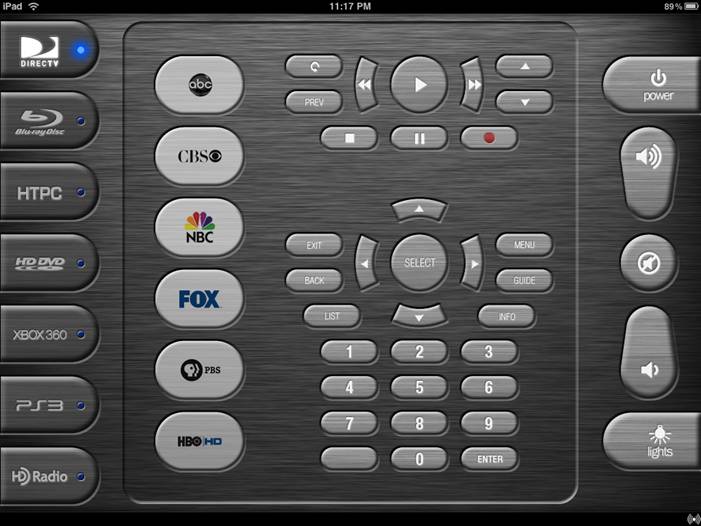 iPad
11:17 PM
89%
DIRECTV
Blu-ray Disc
HTPC
HD DVD
XBOX 360
PS3
HD Radio
abc
CBS
NBC
FOX
PBS
HBO HD
PREV
EXIT
MENU
SELECT
BACK
GUIDE
LIST
INFO
1 2 3
4 5 6
7 8 9
0 ENTER
power
lights